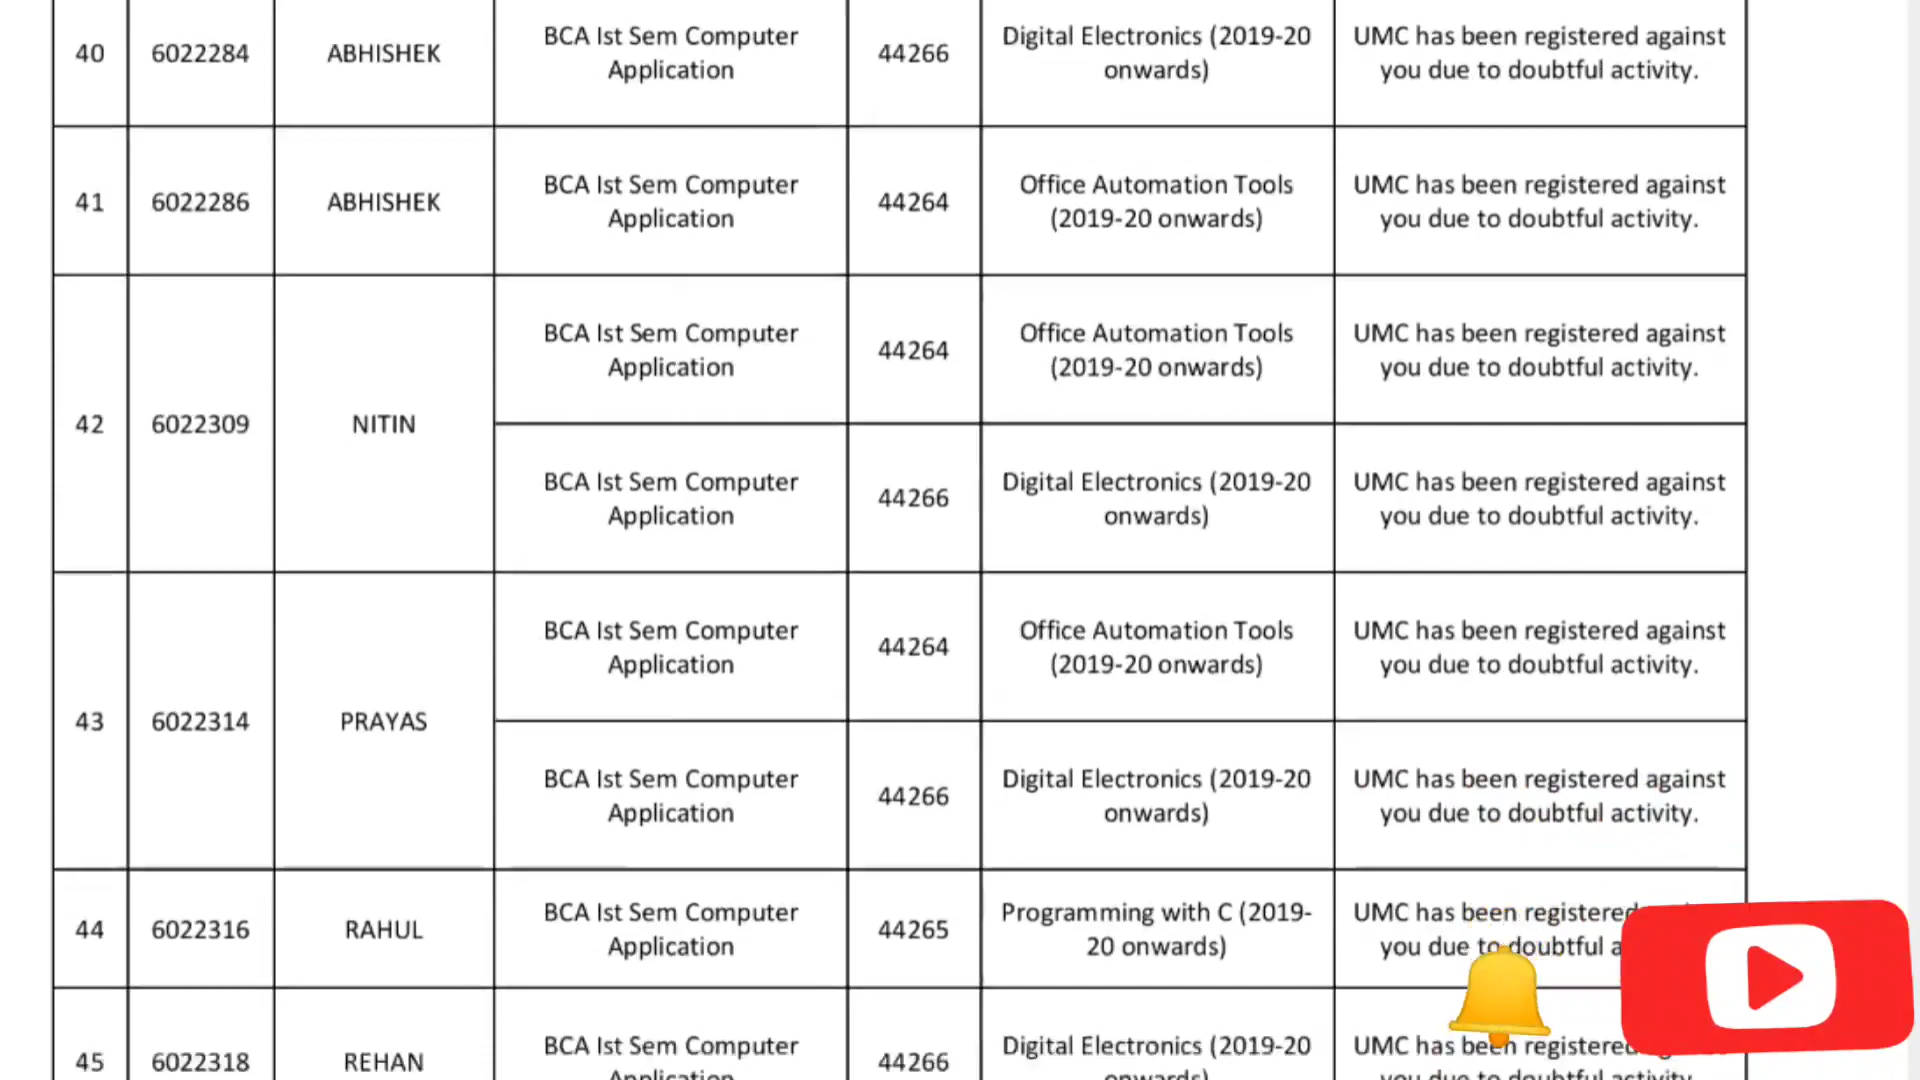 40 6022284 ABHISHEK BCA Ist Sem Computer Application 44266 Digital Electronics (2019-20 onwards) UMC has been registered against you due to doubtful activity.
41 6022286 ABHISHEK BCA Ist Sem Computer Application 44264 Office Automation Tools (2019-20 onwards) UMC has been registered against you due to doubtful activity.
42 6022309 NITIN BCA Ist Sem Computer Application 44264 Office Automation Tools (2019-20 onwards) UMC has been registered against you due to doubtful activity.
BCA Ist Sem Computer Application 44266 Digital Electronics (2019-20 onwards) UMC has been registered against you due to doubtful activity.
43 6022314 PRAYAS BCA Ist Sem Computer Application 44264 Office Automation Tools (2019-20 onwards) UMC has been registered against you due to doubtful activity.
BCA Ist Sem Computer Application 44266 Digital Electronics (2019-20 onwards) UMC has been registered against you due to doubtful activity.
44 6022316 RAHUL BCA Ist Sem Computer Application 44265 Programming with C (2019-20 onwards) UMC has been registered you due to doubtful
45 6022318 REHAN BCA Ist Sem Computer Application 44266 Digital Electronics (2019-20 onwards) UMC has been registered you due to doubtful activity.